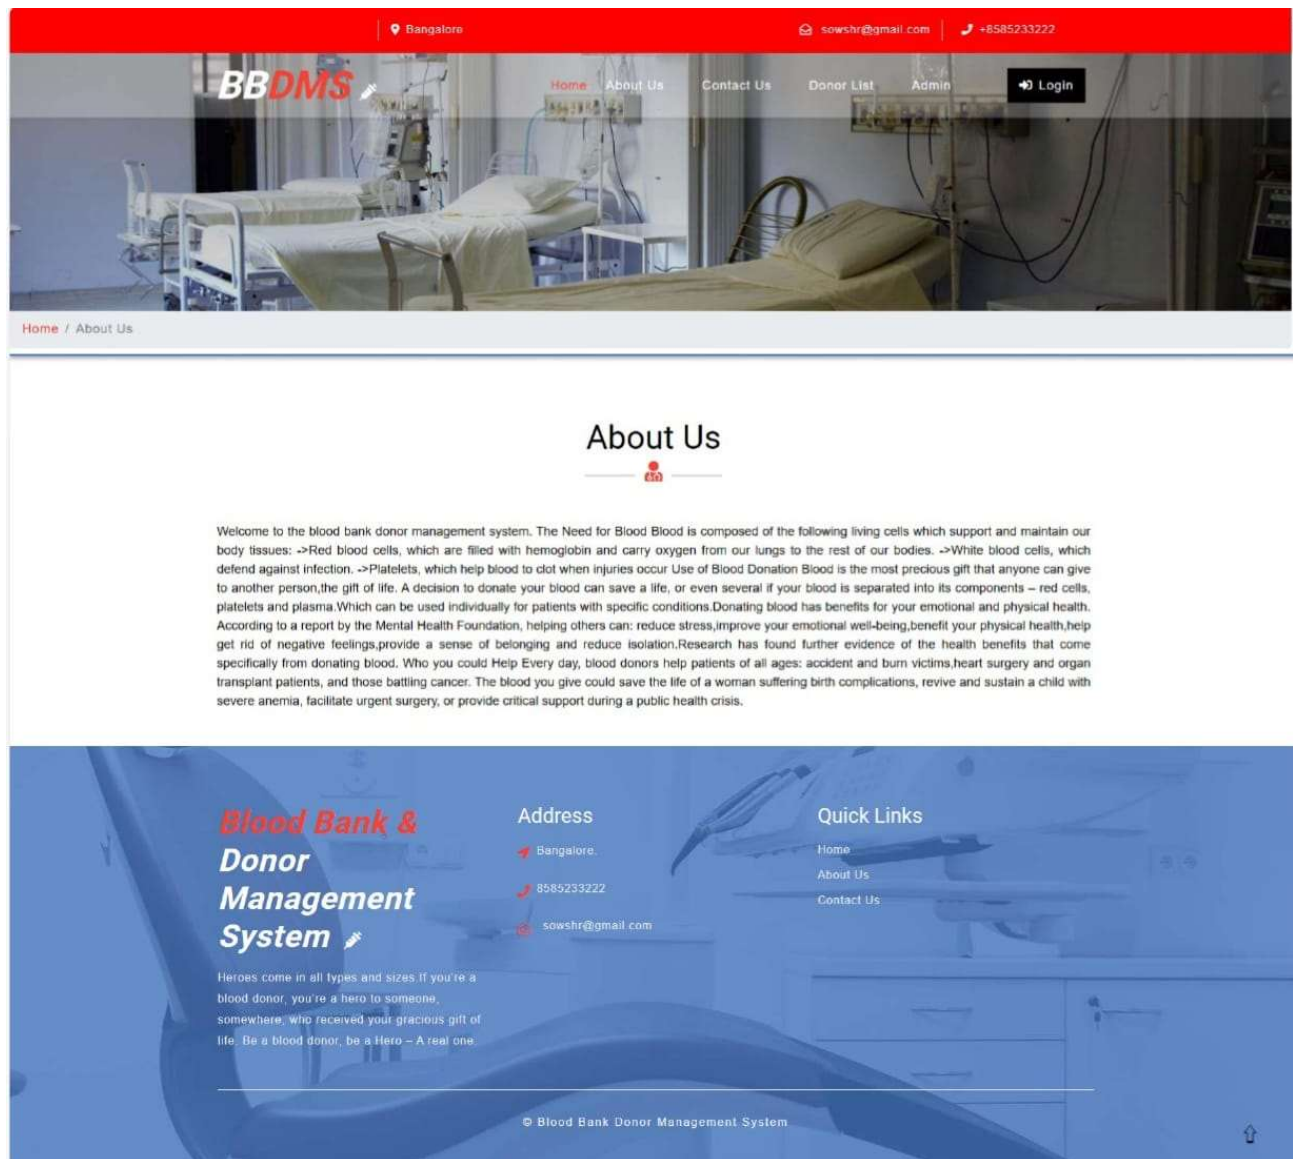 Bangalore
sowshr@gmail.com
+8585233222
BBDMS
Home
About Us
Contact Us
Donor List
Admin
Login
Home / About Us
About Us
Welcome to the blood bank donor management system. The Need for Blood Blood is composed of the following living cells which support and maintain our
body tissues: ->Red blood cells, which are filled with hemoglobin and carry oxygen from our lungs to the rest of our bodies. ->White blood cells, which
defend against infection. ->Platelets, which help blood to clot when injuries occur Use of Blood Donation Blood is the most precious gift that anyone can give
to another person,the gift of life. A decision to donate your blood can save a life, or even several if your blood is separated into its components – red cells,
platelets and plasma.Which can be used individually for patients with specific conditions.Donating blood has benefits for your emotional and physical health.
According to a report by the Mental Health Foundation, helping others can: reduce stress,improve your emotional well-being,benefit your physical health,help
get rid of negative feelings,provide a sense of belonging and reduce isolation.Research has found further evidence of the health benefits that come
specifically from donating blood. Who you could Help Every day, blood donors help patients of all ages: accident and burn victims,heart surgery and organ
transplant patients, and those battling cancer. The blood you give could save the life of a woman suffering birth complications, revive and sustain a child with
severe anemia, facilitate urgent surgery, or provide critical support during a public health crisis.
Blood Bank &
Donor
Management
System
Heroes come in all types and sizes.If you're a
blood donor, you're a hero to someone,
somewhere, who received your gracious gift of
life. Be a blood donor, be a Hero – A real one.
Address
Bangalore.
8585233222
sowshr@gmail.com
Quick Links
Home
About Us
Contact Us
© Blood Bank Donor Management System